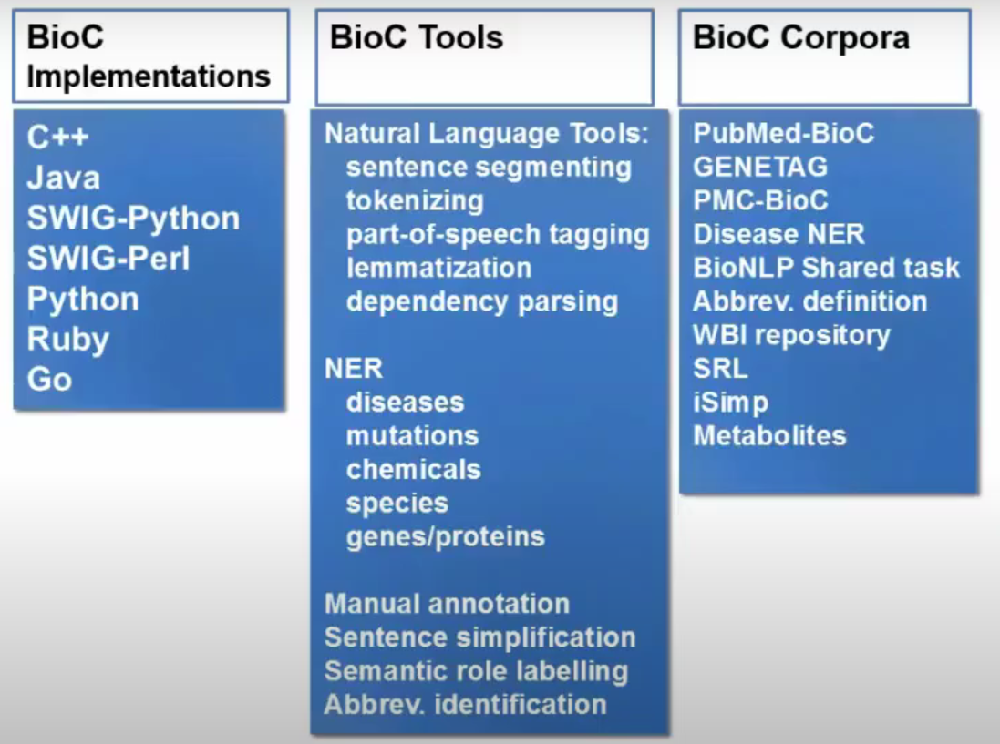 BioC
Implementations
C++
Java
SWIG-Python
SWIG-Perl
Python
Ruby
Go
BioC Tools
Natural Language Tools:
sentence segmenting
tokenizing
part-of-speech tagging
lemmatization
dependency parsing
NER
diseases
mutations
chemicals
species
genes/proteins
Manual annotation
Sentence simplification
Semantic role labelling
Abbrev. identification
BioC Corpora
PubMed-BioC
GENETAG
PMC-BioC
Disease NER
BioNLP Shared task
Abbrev. definition
WBI repository
SRL
iSimp
Metabolites